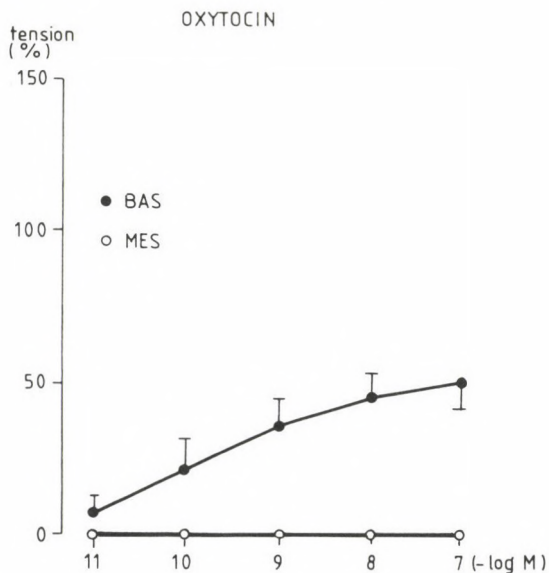 OXYTOCIN
tension
(%)
150
BAS
100
MES
50
0
11 10 9 8 7 (-log M)